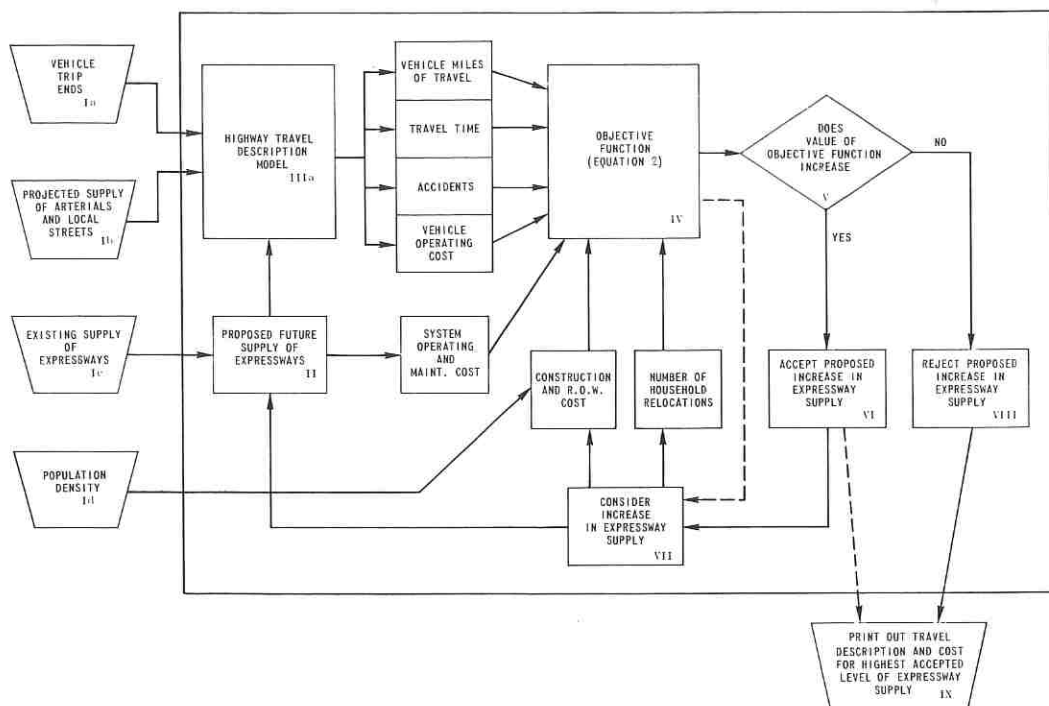 VEHICLE
TRIP
ENDS
Ia
PROJECTED SUPPLY
OF ARTERIALS
AND LOCAL
STREETS
Ib
EXISTING SUPPLY
OF
EXPRESSWAYS
Ic
POPULATION
DENSITY
Id
HIGHWAY TRAVEL
DESCRIPTION
MODEL
IIIa
PROPOSED FUTURE
SUPPLY OF
EXPRESSWAYS
II
VEHICLE MILES
OF TRAVEL
TRAVEL TIME
ACCIDENTS
VEHICLE
OPERATING
COST
SYSTEM
OPERATING
AND
MAINT. COST
OBJECTIVE
FUNCTION
(EQUATION 2)
IV
CONSTRUCTION
AND R.O.W.
COST
NUMBER OF
HOUSEHOLD
RELOCATIONS
CONSIDER
INCREASE
IN EXPRESSWAY
SUPPLY
VII
DOES
VALUE OF
OBJECTIVE FUNCTION
INCREASE
V
NO
YES
ACCEPT PROPOSED
INCREASE IN
EXPRESSWAY
SUPPLY
VI
REJECT PROPOSED
INCREASE IN
EXPRESSWAY
SUPPLY
VIII
PRINT OUT TRAVEL
DESCRIPTION AND COST
FOR HIGHEST ACCEPTED
LEVEL OF EXPRESSWAY
SUPPLY
IX